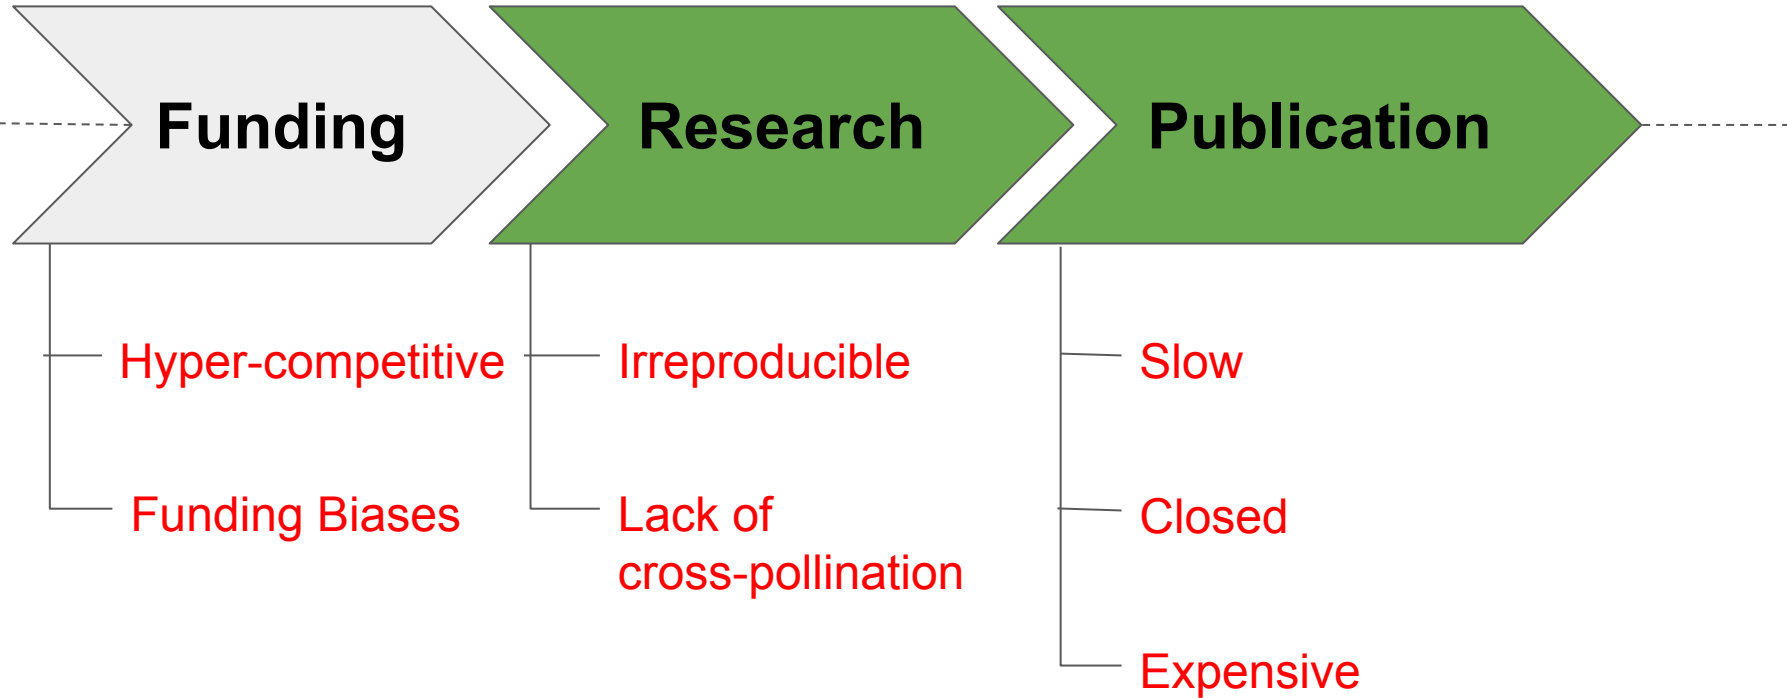 Funding
Research
Publication
Hyper-competitive
Funding Biases
Irreproducible
Lack of
cross-pollination
Slow
Closed
Expensive